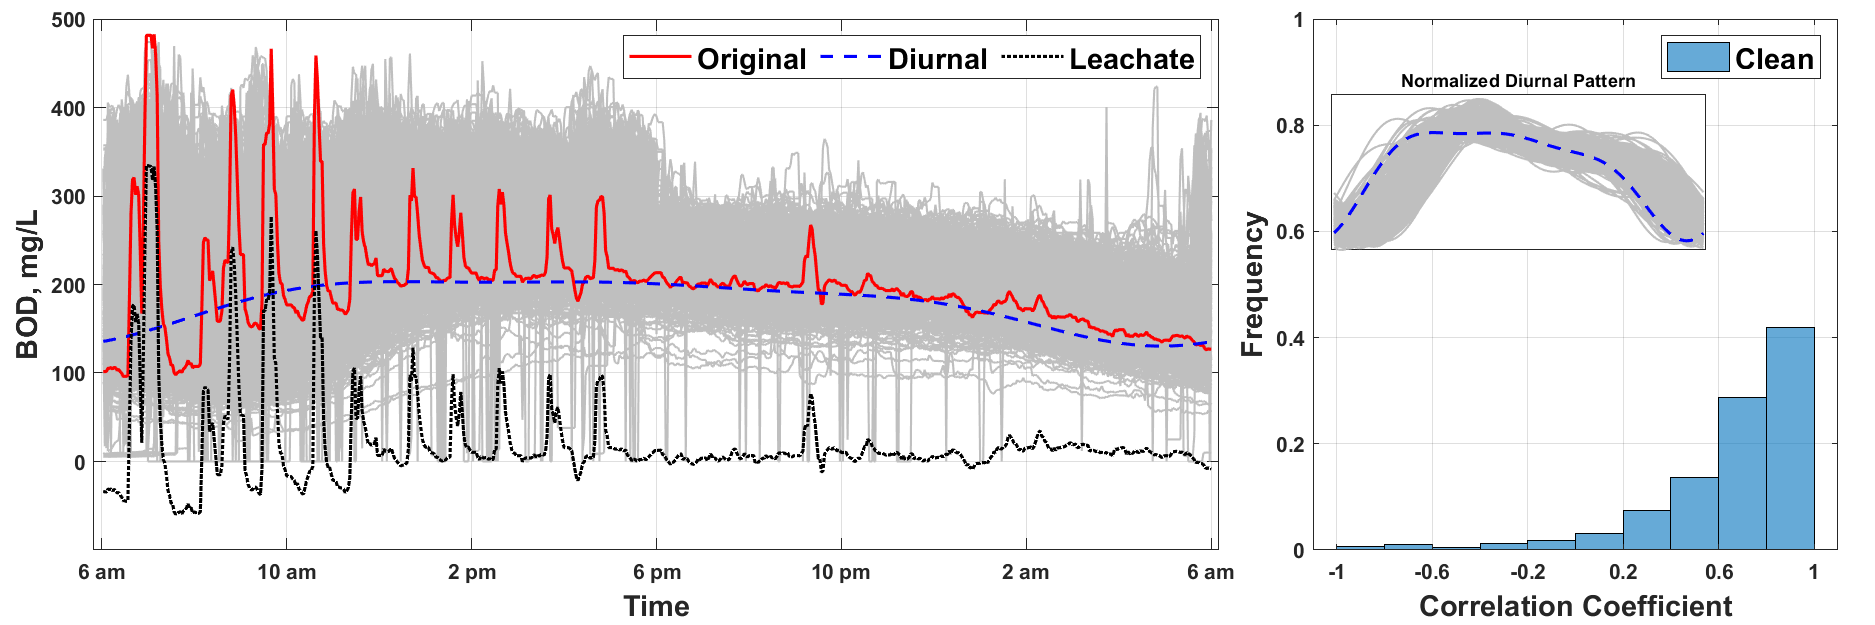 500
400
300
200
100
0
BOD, mg/L
Original Diurnal Leachate
6 am 10 am 2 pm 6 pm 10 pm 2 am 6 am
Time
1
0.8
0.6
0.4
0.2
0
Frequency
Clean
Normalized Diurnal Pattern
-1 -0.6 -0.2 0.2 0.6 1
Correlation Coefficient